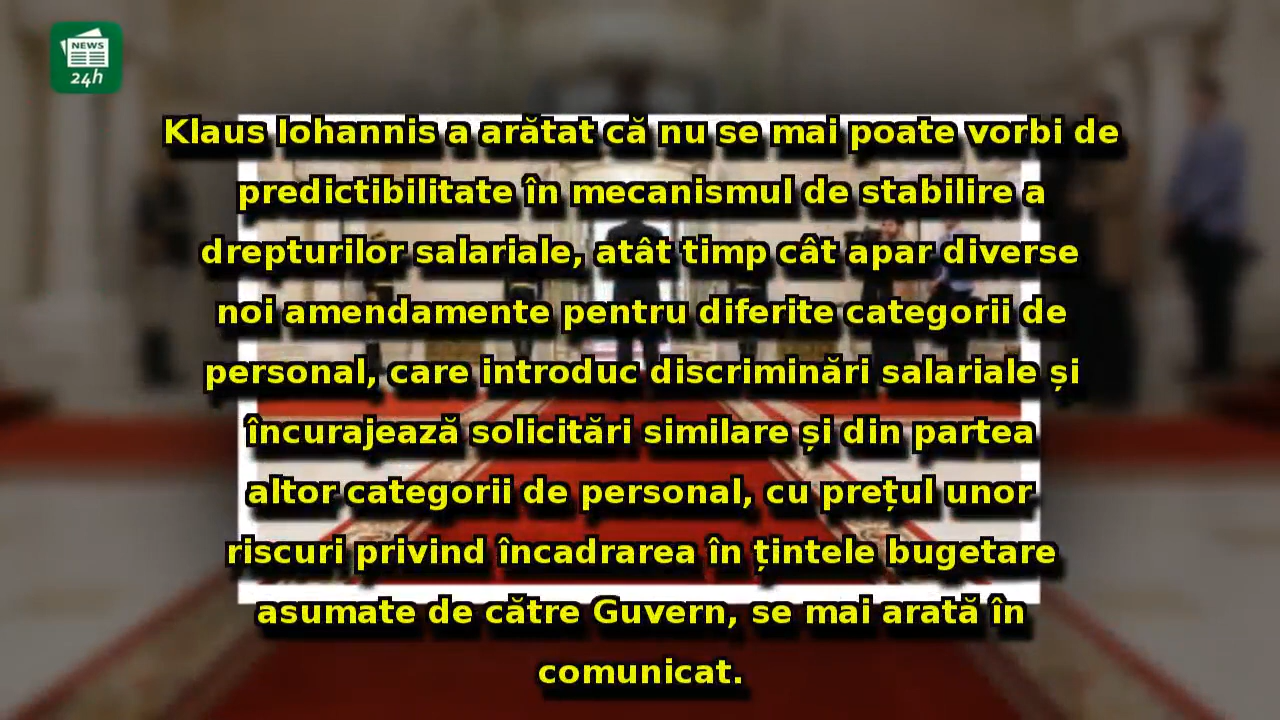 NEWS
24h
Klaus Iohannis a arătat că nu se mai poate vorbi de
predictibilitate în mecanismul de stabilire a
drepturilor salariale, atât timp cât apar diverse
noi amendamente pentru diferite categorii de
personal, care introduc discriminări salariale și
încurajează solicitări similare și din partea
altor categorii de personal, cu prețul unor
riscuri privind încadrarea în țintele bugetare
asumate de către Guvern, se mai arată în
comunicat.